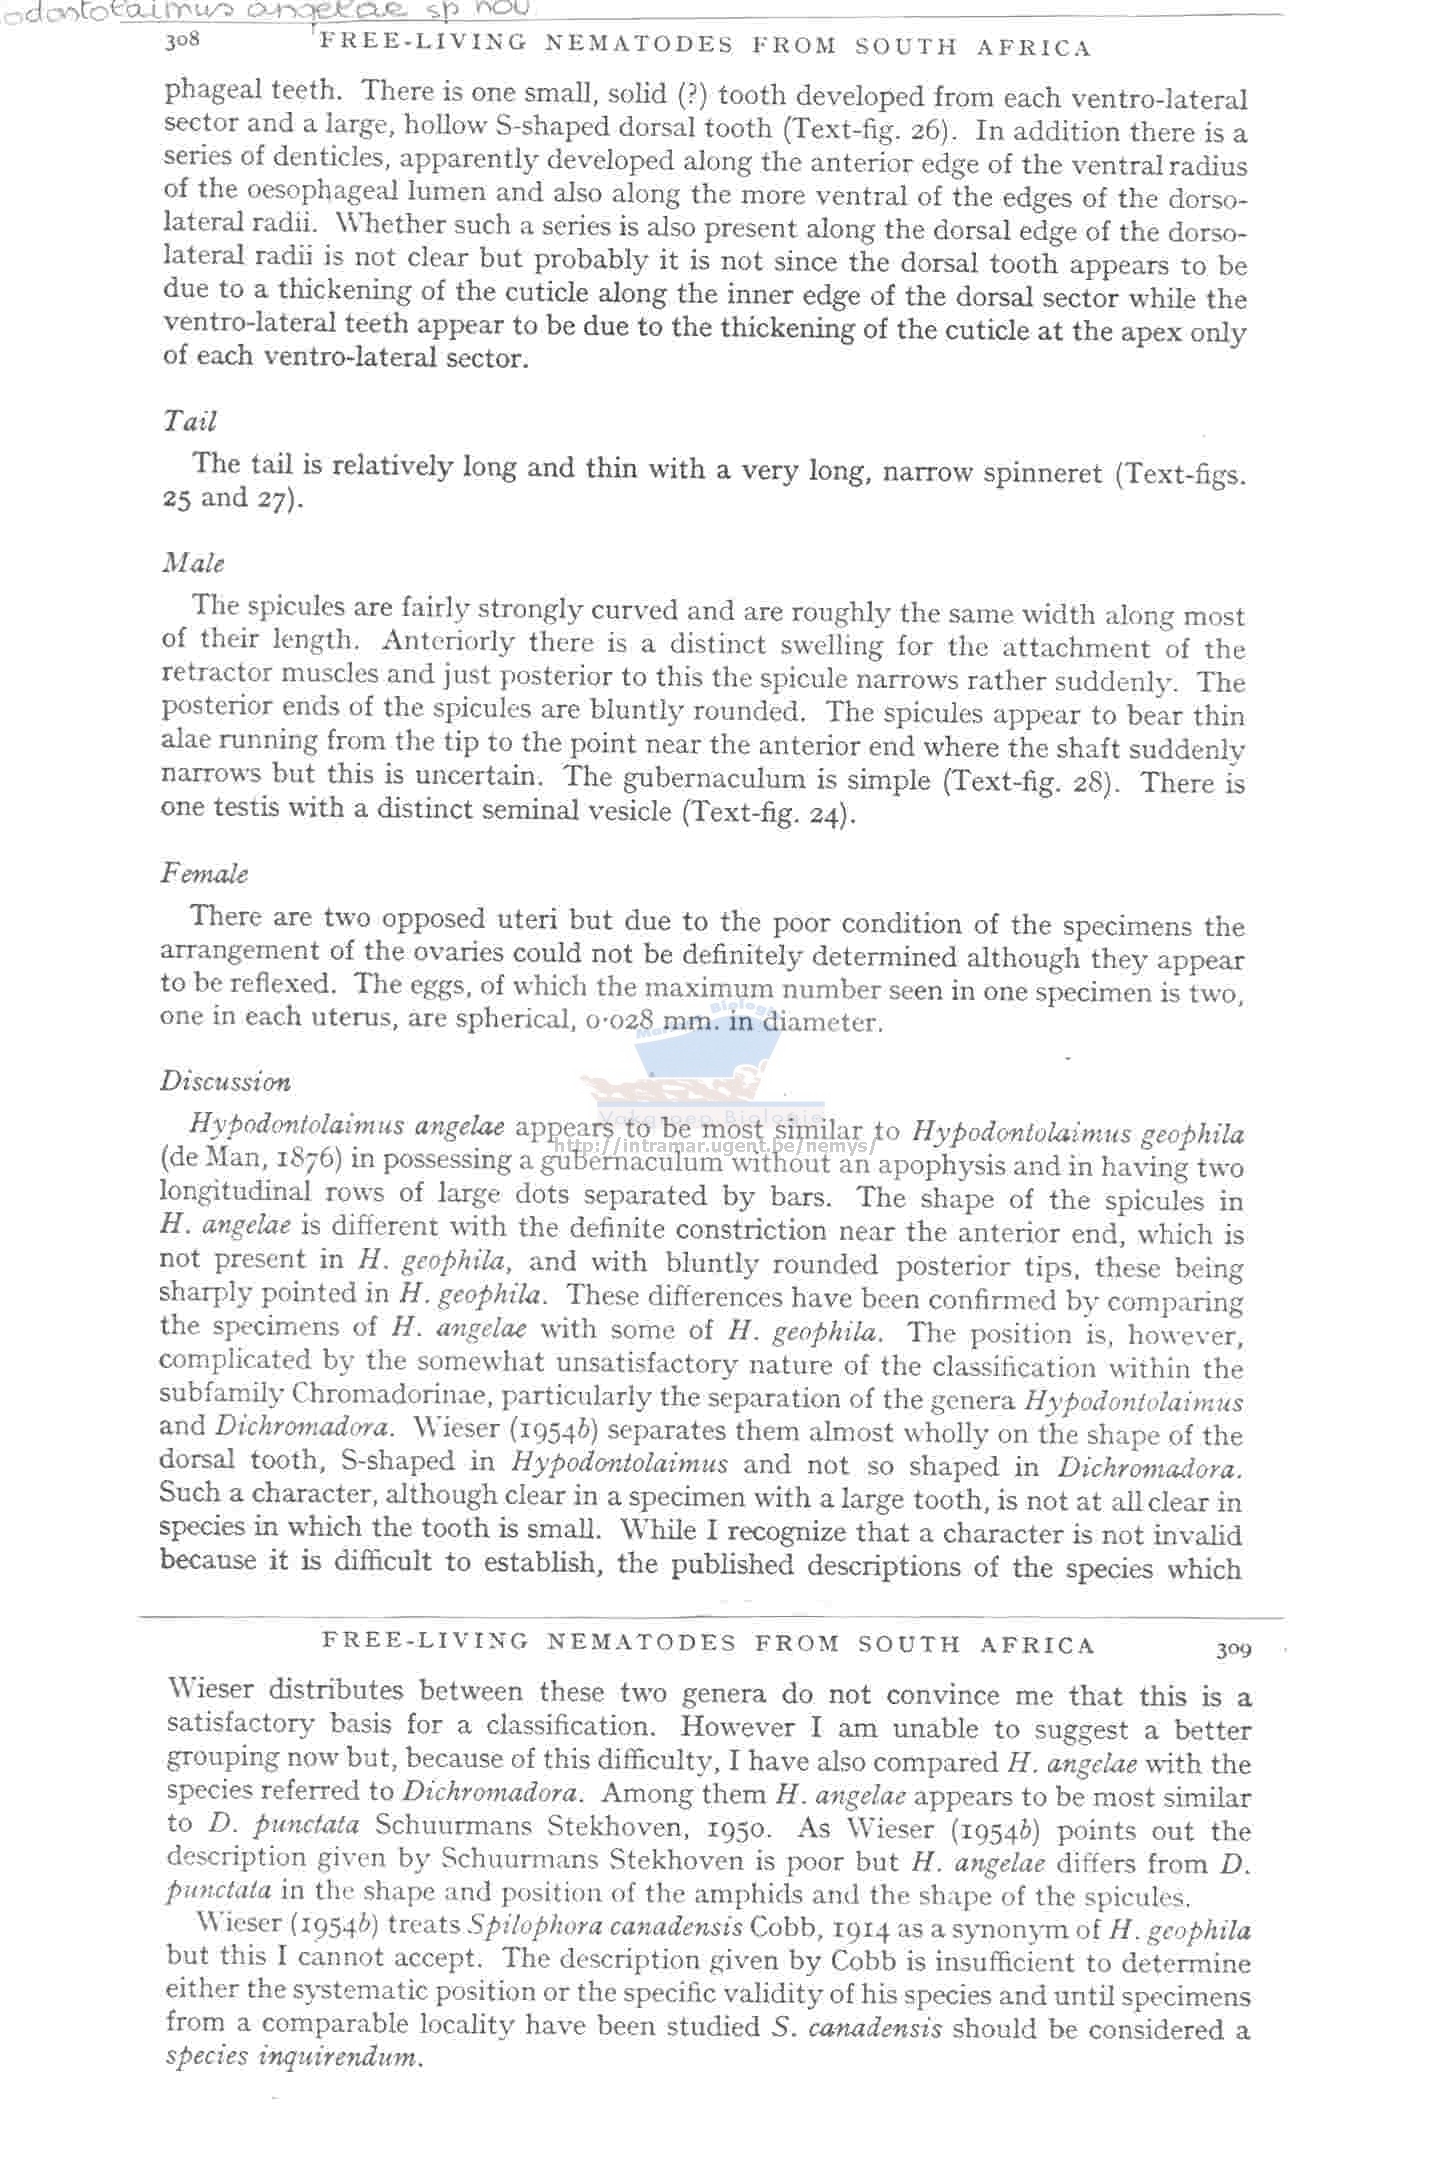 odontolaimus angelae sp nov
308 FREE-LIVING NEMATODES FROM SOUTH AFRICA
phageal teeth. There is one small, solid (?) tooth developed from each ventro-lateral
sector and a large, hollow S-shaped dorsal tooth (Text-fig. 26). In addition there is a
series of denticles, apparently developed along the anterior edge of the ventral radius
of the oesophageal lumen and also along the more ventral of the edges of the dorso-
lateral radii. Whether such a series is also present along the dorsal edge of the dorso-
lateral radii is not clear but probably it is not since the dorsal tooth appears to be
due to a thickening of the cuticle along the inner edge of the dorsal sector while the
ventro-lateral teeth appear to be due to the thickening of the cuticle at the apex only
of each ventro-lateral sector.
Tail
The tail is relatively long and thin with a very long, narrow spinneret (Text-figs.
25 and 27).
Male
The spicules are fairly strongly curved and are roughly the same width along most
of their length. Anteriorly there is a distinct swelling for the attachment of the
retractor muscles and just posterior to this the spicule narrows rather suddenly. The
posterior ends of the spicules are bluntly rounded. The spicules appear to bear thin
alae running from the tip to the point near the anterior end where the shaft suddenly
narrows but this is uncertain. The gubernaculum is simple (Text-fig. 28). There is
one testis with a distinct seminal vesicle (Text-fig. 24).
Female
There are two opposed uteri but due to the poor condition of the specimens the
arrangement of the ovaries could not be definitely determined although they appear
to be reflexed. The eggs, of which the maximum number seen in one specimen is two,
one in each uterus, are spherical, 0·028 mm. in diameter.
Discussion
Hypodontolaimus angelae appears to be most similar to Hypodontolaimus geophila
(de Man, 1876) in possessing a gubernaculum without an apophysis and in having two
longitudinal rows of large dots separated by bars. The shape of the spicules in
H. angelae is different with the definite constriction near the anterior end, which is
not present in H. geophila, and with bluntly rounded posterior tips, these being
sharply pointed in H. geophila. These differences have been confirmed by comparing
the specimens of H. angelae with some of H. geophila. The position is, however,
complicated by the somewhat unsatisfactory nature of the classification within the
subfamily Chromadorinae, particularly the separation of the genera Hypodontolaimus
and Dichromadora. Wieser (1954b) separates them almost wholly on the shape of the
dorsal tooth, S-shaped in Hypodontolaimus and not so shaped in Dichromadora.
Such a character, although clear in a specimen with a large tooth, is not at all clear in
species in which the tooth is small. While I recognize that a character is not invalid
because it is difficult to establish, the published descriptions of the species which
FREE-LIVING NEMATODES FROM SOUTH AFRICA 309
Wieser distributes between these two genera do not convince me that this is a
satisfactory basis for a classification. However I am unable to suggest a better
grouping now but, because of this difficulty, I have also compared H. angelae with the
species referred to Dichromadora. Among them H. angelae appears to be most similar
to D. punctata Schuurmans Stekhoven, 1950. As Wieser (1954b) points out the
description given by Schuurmans Stekhoven is poor but H. angelae differs from D.
punctata in the shape and position of the amphids and the shape of the spicules.
Wieser (1954b) treats Spilophora canadensis Cobb, 1914 as a synonym of H. geophila
but this I cannot accept. The description given by Cobb is insufficient to determine
either the systematic position or the specific validity of his species and until specimens
from a comparable locality have been studied S. canadensis should be considered a
species inquirendum.
Vakgroep Biologie
http://intramar.ugent.be/nemys/